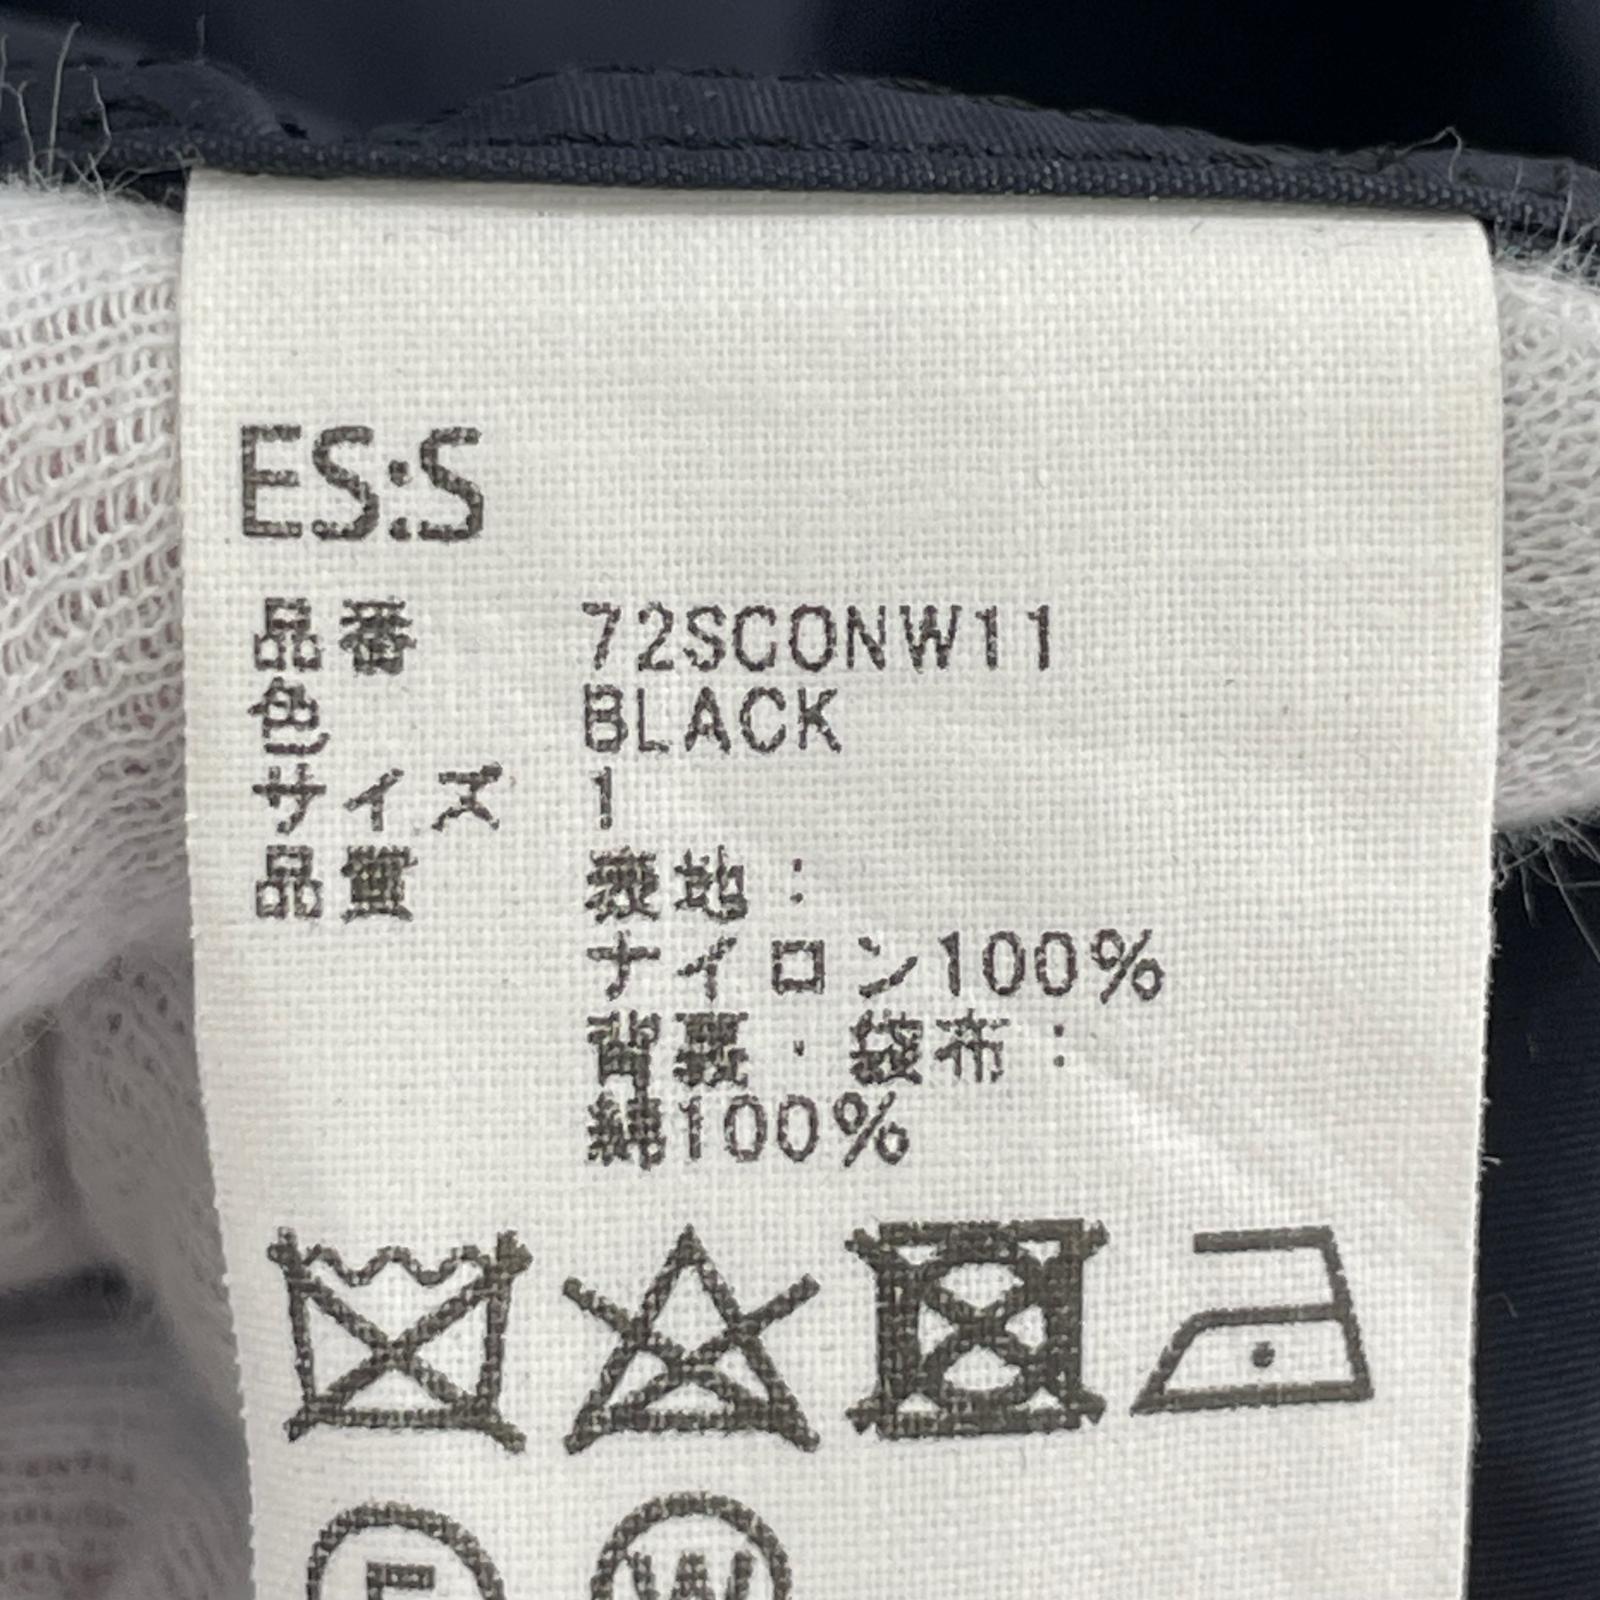 ES:S
品番 72SCONW11
色 BLACK
サイズ 1
品質 表地：
ナイロン100%
背裏・袋布：
綿100%
F W